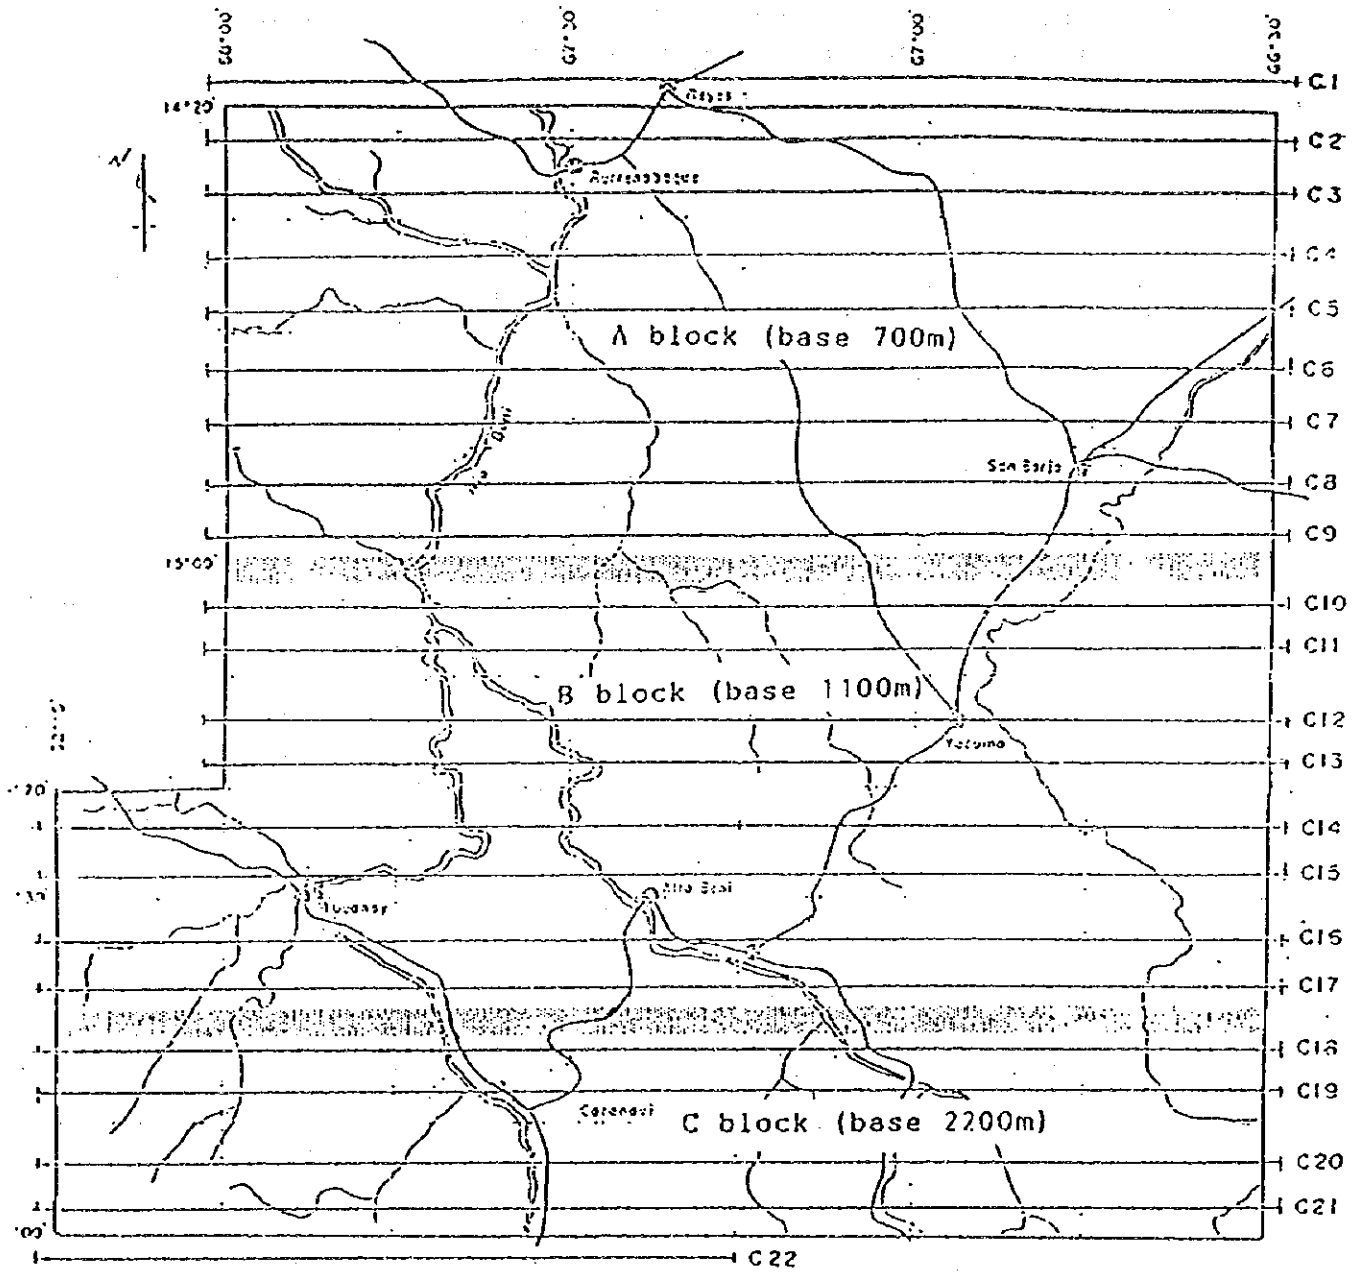 67°30'
67°00'
66°30'
C1
14°20'
C2
N
C3
C4
C5
A block (base 700m)
C6
C7
San Borja
C8
C9
15°00'
C10
C11
B block (base 1100m)
C12
Yucumo
C13
C14
C15
Alto Beni
C16
C17
C18
C19
Caranavi
C block (base 2200m)
C20
C21
C22